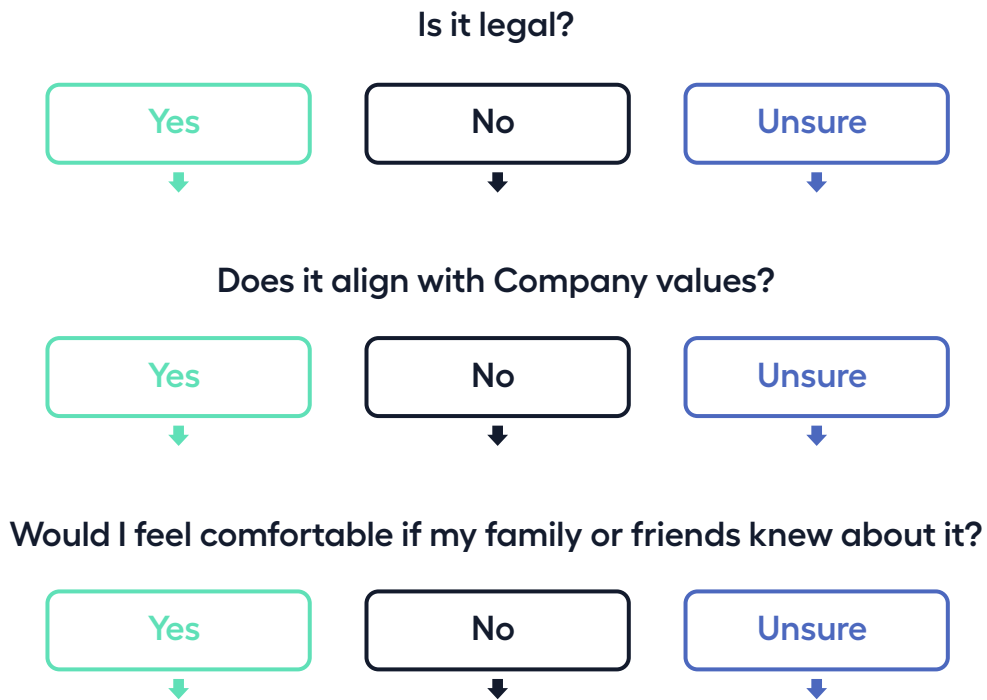 Is it legal?
Yes No Unsure
Does it align with Company values?
Yes No Unsure
Would I feel comfortable if my family or friends knew about it?
Yes No Unsure